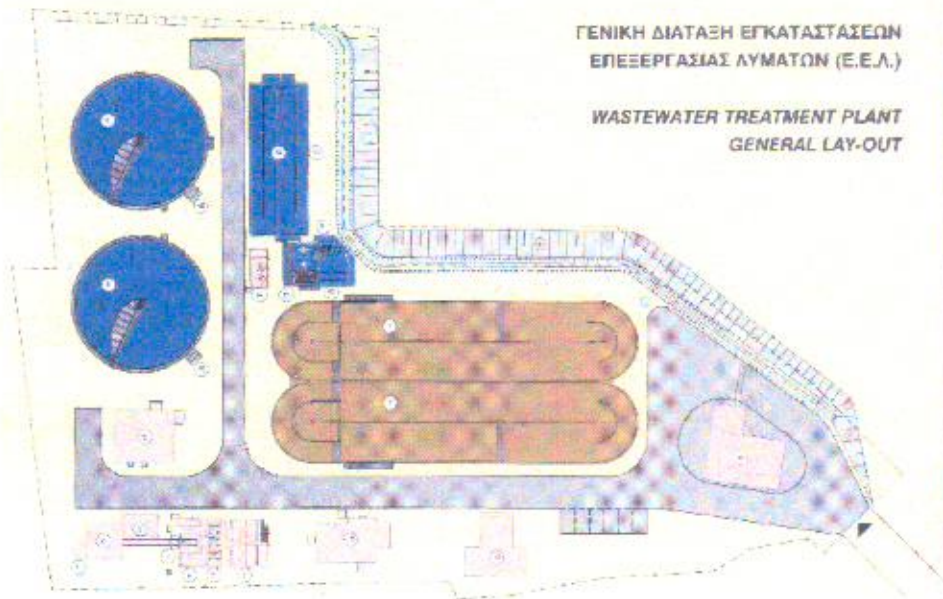 ΓΕΝΙΚΗ ΔΙΑΤΑΞΗ ΕΓΚΑΤΑΣΤΑΣΕΩΝ
ΕΠΕΞΕΡΓΑΣΙΑΣ ΛΥΜΑΤΩΝ (Ε.Ε.Λ.)
WASTEWATER TREATMENT PLANT
GENERAL LAY-OUT